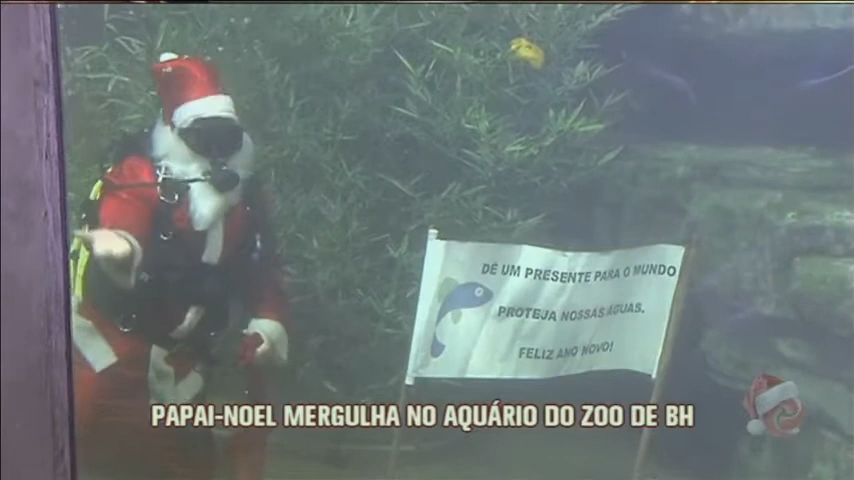 DÊ UM PRESENTE PARA O MUNDO
PROTEJA NOSSAS ÁGUAS.
FELIZ ANO NOVO!
PAPAI-NOEL MERGULHA NO AQUÁRIO DO ZOO DE BH